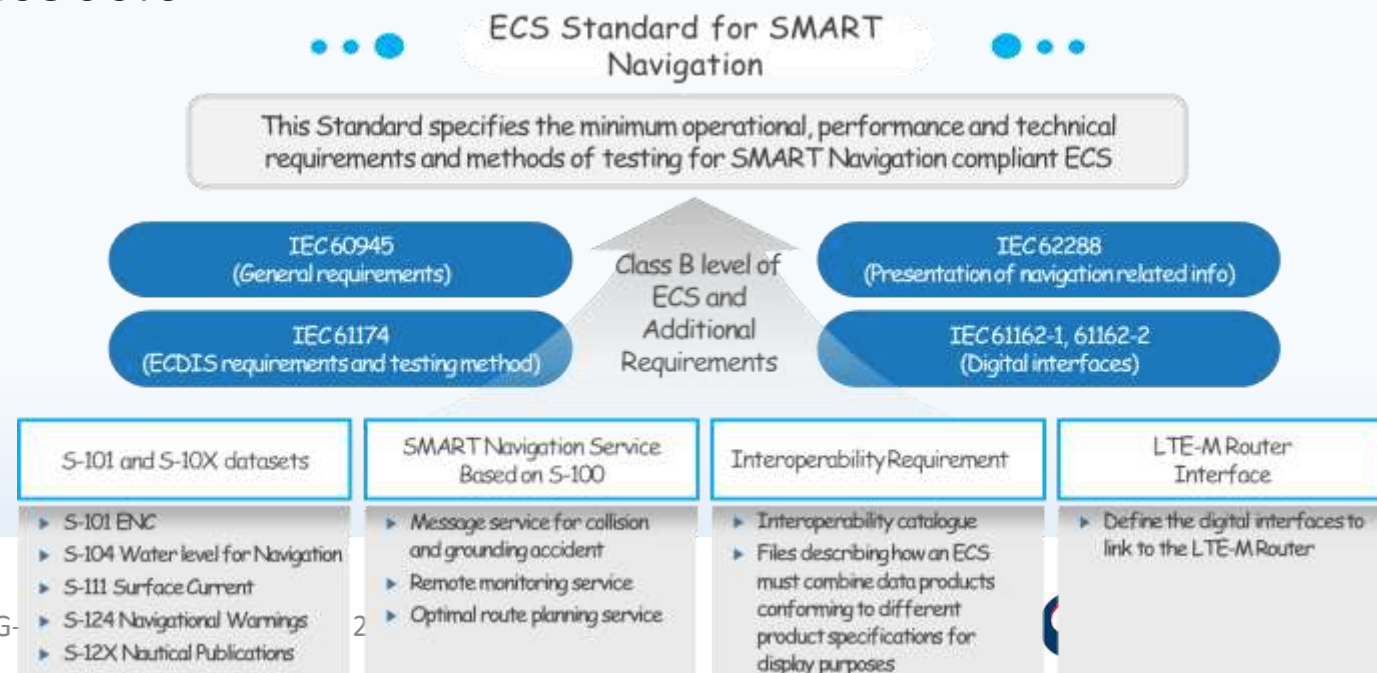 ECS Standard for SMART
Navigation
This Standard specifies the minimum operational, performance and technical
requirements and methods of testing for SMART Navigation compliant ECS
IEC60945
(General requirements)
IEC61174
(ECDIS requirements and testing method)
Class B level of
ECS and
Additional
Requirements
IEC62288
(Presentation of navigation related info)
IEC61162-1, 61162-2
(Digital interfaces)
S-101 and S-10X datasets
▶ S-101 ENC
▶ S-104 Water level for Navigation
▶ S-111 Surface Current
▶ S-124 Navigational Warnings
▶ S-12X Nautical Publications
SMART Navigation Service
Based on S-100
▶ Message service for collision
and grounding accident
▶ Remote monitoring service
▶ Optimal route planning service
Interoperability Requirement
▶ Interoperability catalogue
▶ Files describing how an ECS
must combine data products
conforming to different
product specifications for
display purposes
LTE-M Router
Interface
▶ Define the digital interfaces to
link to the LTE-M Router
G-
2